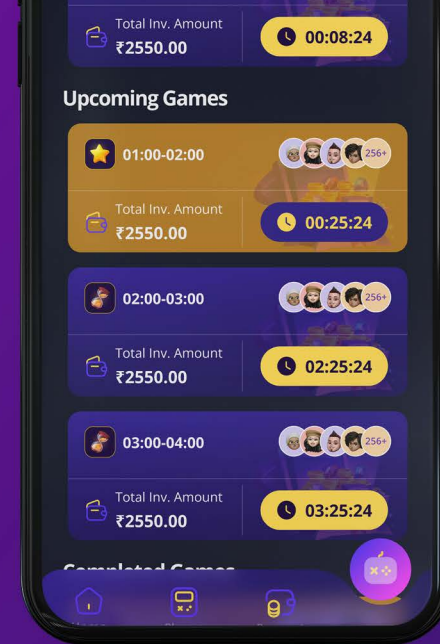 Total Inv. Amount
₹2550.00
00:08:24
Upcoming Games
01:00-02:00
256+
Total Inv. Amount
₹2550.00
00:25:24
02:00-03:00
256+
Total Inv. Amount
₹2550.00
02:25:24
03:00-04:00
256+
Total Inv. Amount
₹2550.00
03:25:24
Completed Games